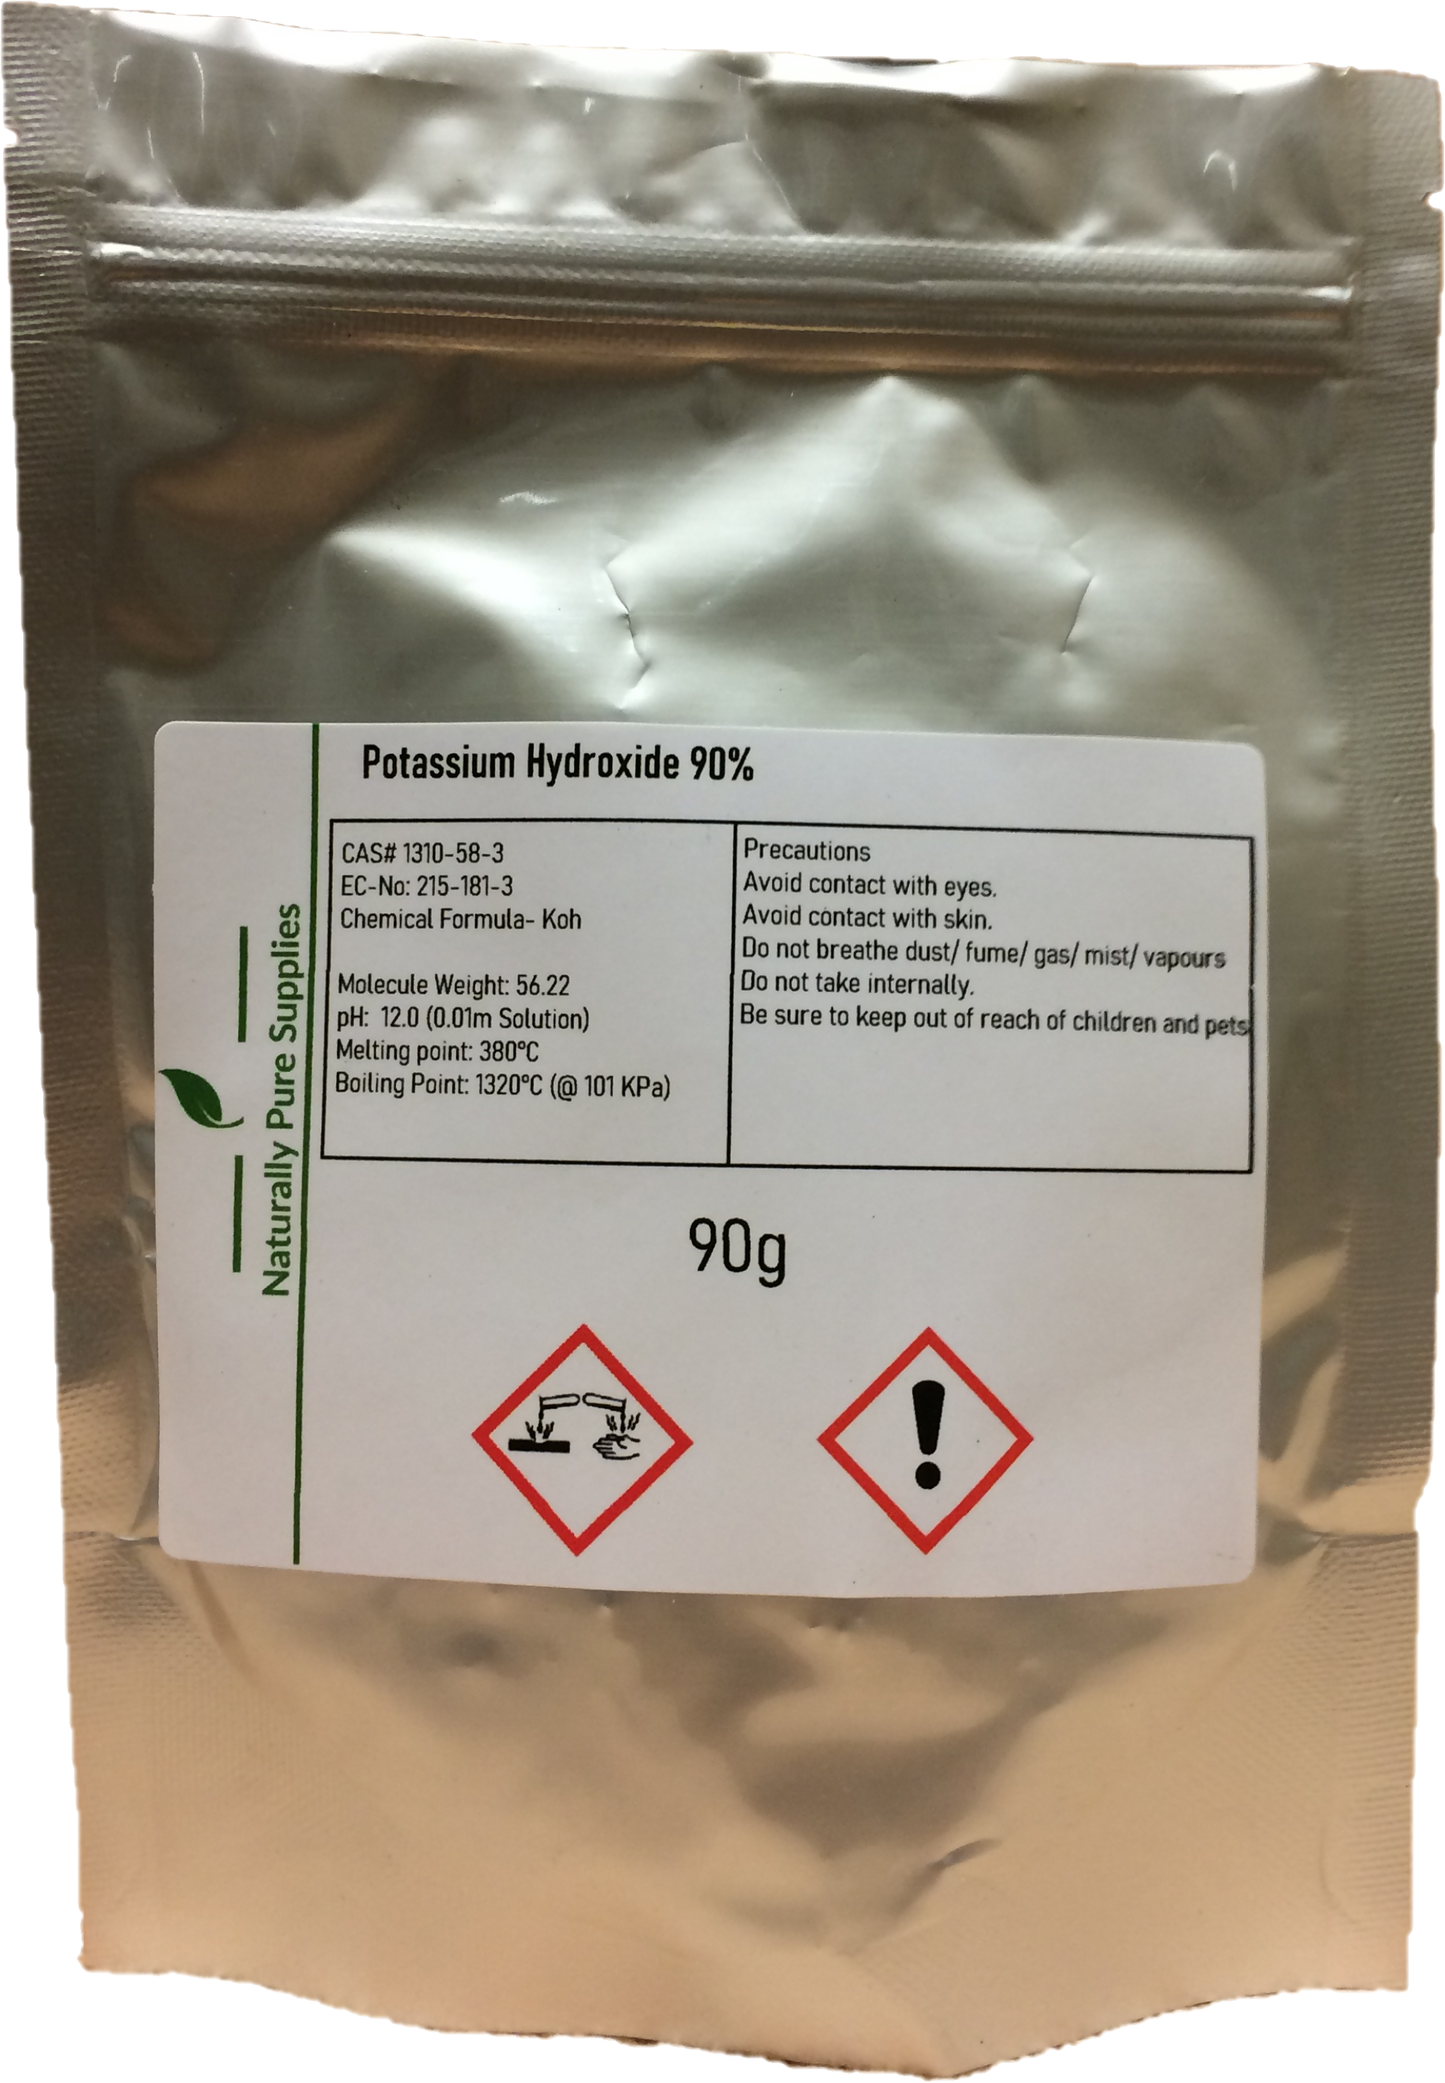 Potassium Hydroxide 90%
Naturally Pure Supplies
CAS# 1310-58-3
EC-No: 215-181-3
Chemical Formula- Koh
Molecule Weight: 56.22
pH: 12.0 (0.01m Solution)
Melting point: 380°C
Boiling Point: 1320°C (@ 101 KPa)
Precautions
Avoid contact with eyes.
Avoid contact with skin.
Do not breathe dust/ fume/ gas/ mist/ vapours
Do not take internally.
Be sure to keep out of reach of children and pets
90g